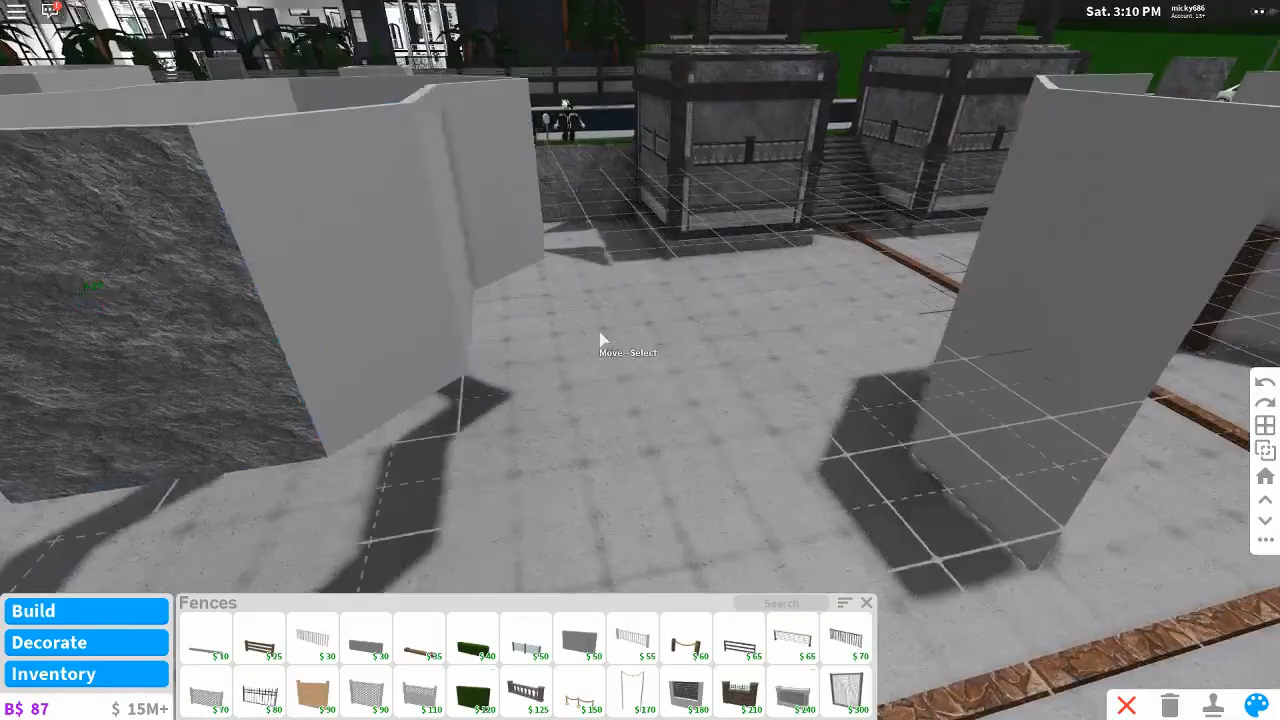 Sat. 3:10 PM
micky686
Account: 13+
Move - Select
Build
Decorate
Inventory
B$ 87
$ 15M+
Fences
Search
$10
$25
$30
$30
$35
$40
$50
$50
$55
$60
$65
$65
$70
$70
$80
$90
$90
$110
$120
$125
$150
$170
$180
$210
$240
$300